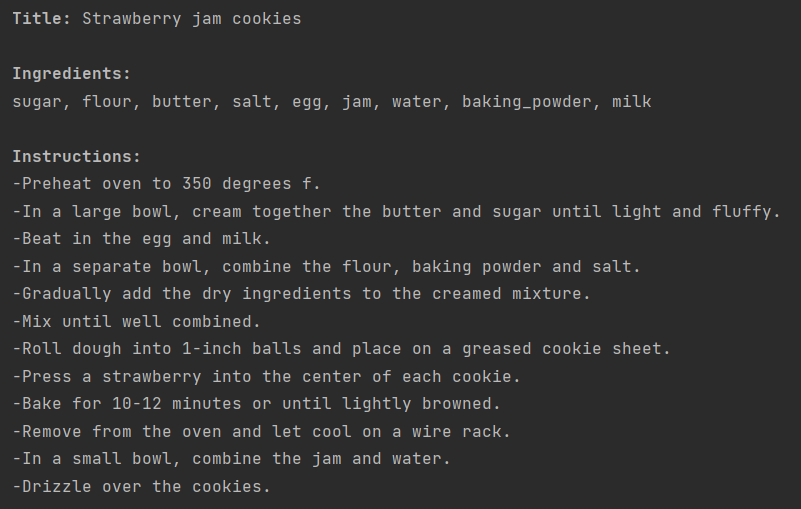 Title: Strawberry jam cookies
Ingredients:
sugar, flour, butter, salt, egg, jam, water, baking_powder, milk
Instructions:
-Preheat oven to 350 degrees f.
-In a large bowl, cream together the butter and sugar until light and fluffy.
-Beat in the egg and milk.
-In a separate bowl, combine the flour, baking powder and salt.
-Gradually add the dry ingredients to the creamed mixture.
-Mix until well combined.
-Roll dough into 1-inch balls and place on a greased cookie sheet.
-Press a strawberry into the center of each cookie.
-Bake for 10-12 minutes or until lightly browned.
-Remove from the oven and let cool on a wire rack.
-In a small bowl, combine the jam and water.
-Drizzle over the cookies.